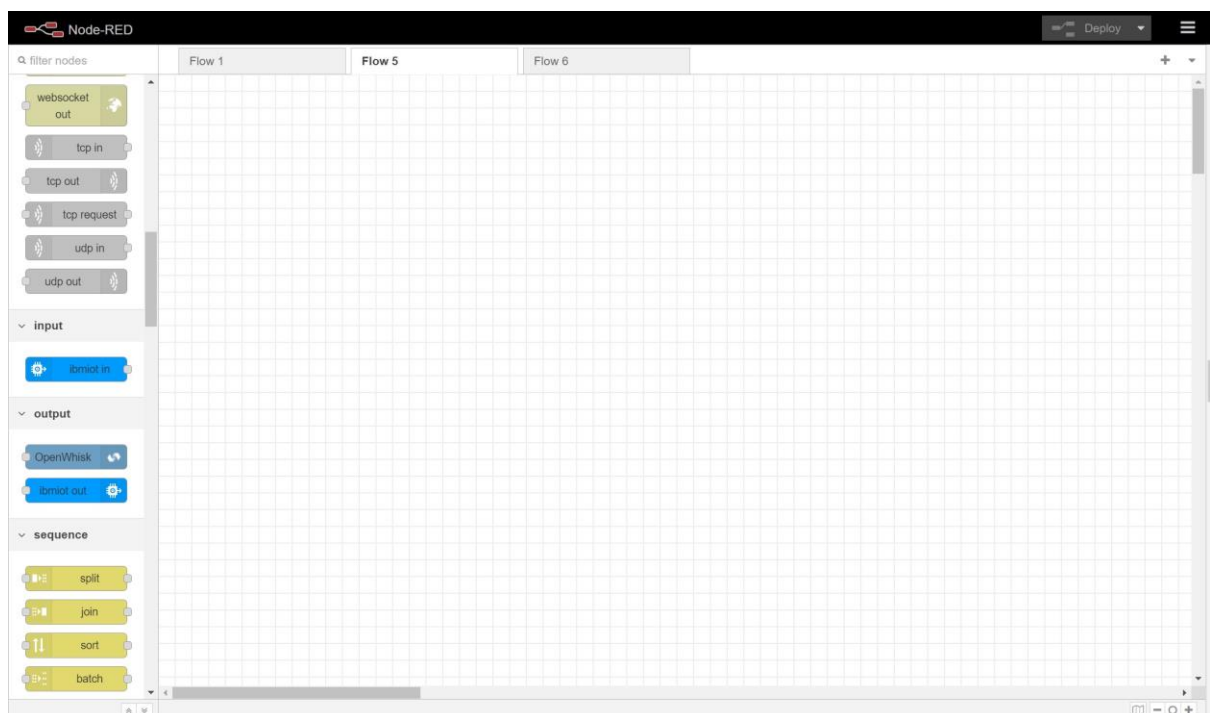 Node-RED
Deploy
filter nodes
Flow 1
Flow 5
Flow 6
websocket
out
tcp in
tcp out
tcp request
udp in
udp out
input
ibmiot in
output
OpenWhisk
ibmiot out
sequence
split
join
sort
batch